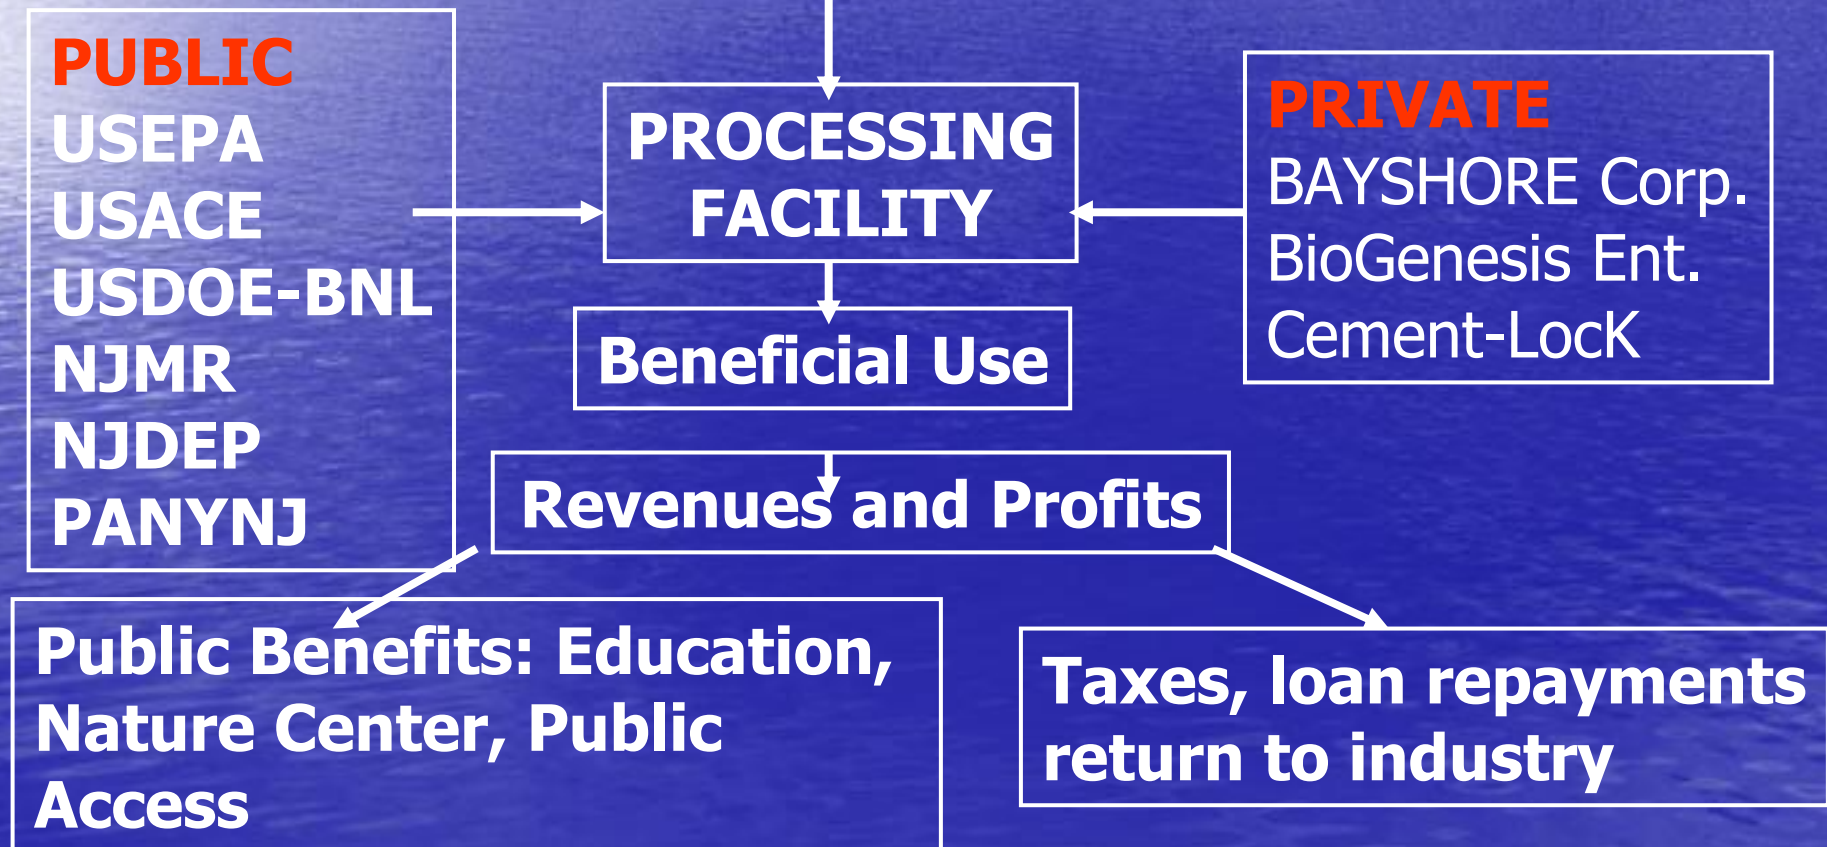 PUBLIC
USEPA
USACE
USDOE-BNL
NJMR
NJDEP
PANYNJ
PROCESSING
FACILITY
PRIVATE
BAYSHORE Corp.
BioGenesis Ent.
Cement-LocK
Beneficial Use
Revenues and Profits
Public Benefits: Education,
Nature Center, Public
Access
Taxes, loan repayments
return to industry